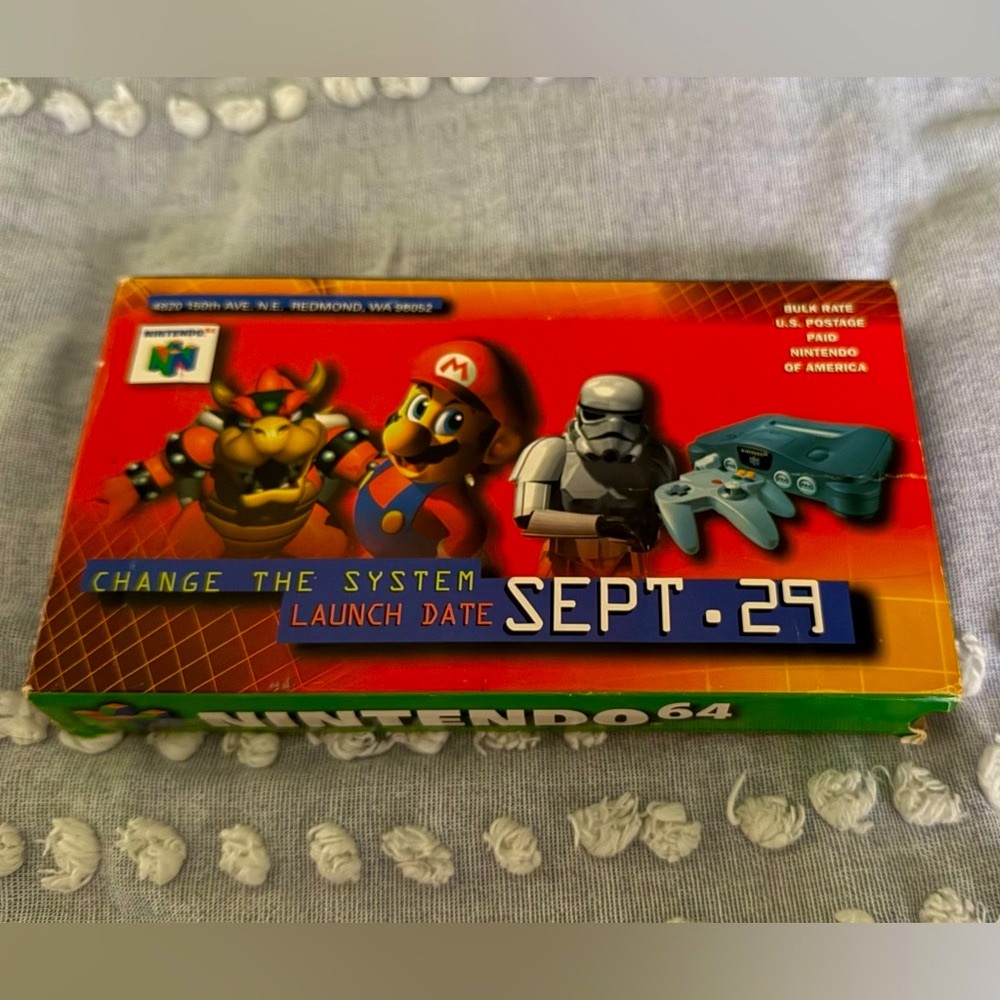 4820 150th AVE. N.E. REDMOND, WA 98052
BULK RATE
U.S. POSTAGE
PAID
NINTENDO
OF AMERICA
NINTENDO
M
CHANGE THE SYSTEM
LAUNCH DATE SEPT. 29
NINTENDO 64